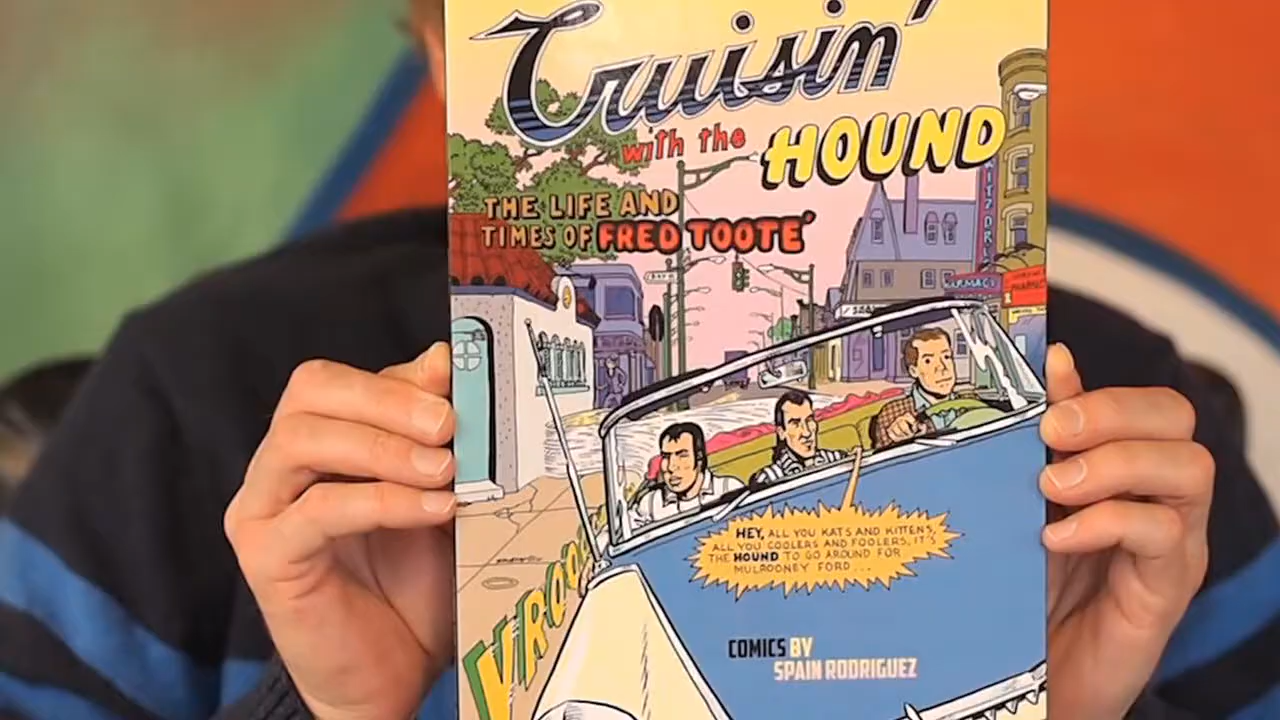 Cruisin'
with the HOUND
THE LIFE AND
TIMES OF FRED TOOTE'
HEY, ALL YOU KATS AND KITTENS,
ALL YOU COOLERS AND FOOLERS, IT'S
THE HOUND TO GO AROUND FOR
MULROONEY FORD...
VROO
COMICS BY
SPAIN RODRIGUEZ